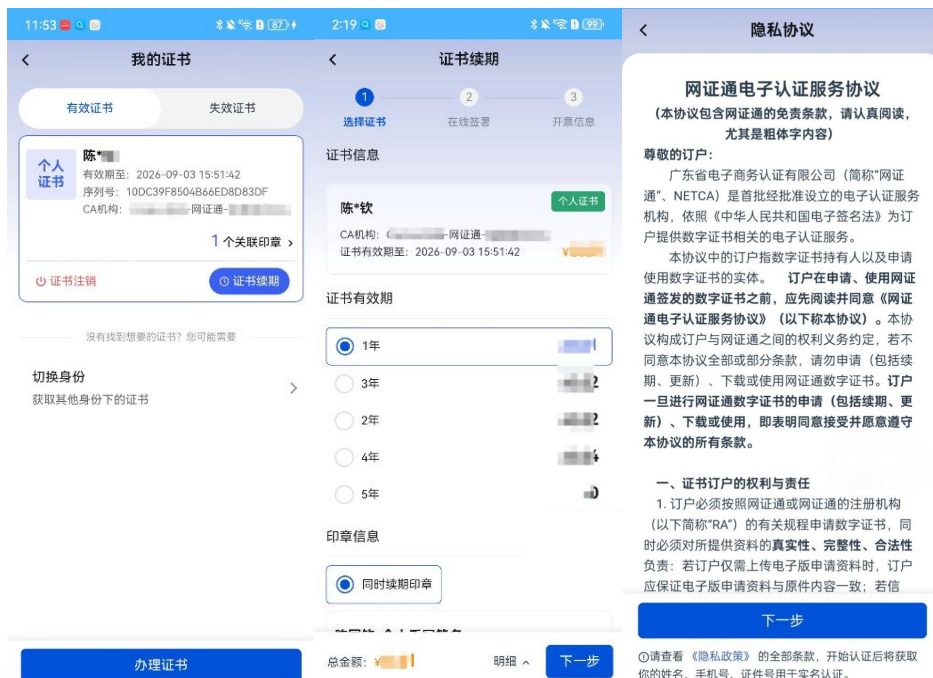 11:53
87
我的证书
有效证书
失效证书
个人
证书
陈*
有效期至：2026-09-03 15:51:42
序列号：10DC39F8504B66ED8D83DF
CA机构：
-网证通-
1 个关联印章
证书注销
证书续期
没有找到想要的证书？您可能需要
切换身份
获取其他身份下的证书
办理证书
2:19
99
证书续期
1
2
3
选择证书
在线签署
开票信息
证书信息
陈*钦
个人证书
CA机构：
-网证通-
证书有效期至：2026-09-03 15:51:42
¥
证书有效期
1年
3年
2年
4年
5年
印章信息
同时续期印章
总金额：¥
明细
下一步
隐私协议
网证通电子认证服务协议
（本协议包含网证通的免责条款，请认真阅读，
尤其是粗体字内容）
尊敬的订户：
广东省电子商务认证有限公司（简称“网证
通”、NETCA）是首批经批准设立的电子认证服务
机构，依照《中华人民共和国电子签名法》为订
户提供数字证书相关的电子认证服务。
本协议中的订户指数字证书持有人以及申请
使用数字证书的实体。 订户在申请、使用网证
通签发的数字证书之前，应先阅读并同意《网证
通电子认证服务协议》（以下称本协议）。本协
议构成订户与网证通之间的权利义务约定，若不
同意本协议全部或部分条款，请勿申请（包括续
期、更新）、下载或使用网证通数字证书。订户
一旦进行网证通数字证书的申请（包括续期、更
新）、下载或使用，即表明同意接受并愿意遵守
本协议的所有条款。
一、证书订户的权利与责任
1. 订户必须按照网证通或网证通的注册机构
（以下简称“RA”）的有关规程申请数字证书，同
时必须对所提供资料的真实性、完整性、合法性
负责：若订户仅需上传电子版申请资料时，订户
应保证电子版申请资料与原件内容一致；若信
下一步
请查看《隐私政策》的全部条款，开始认证后将获取
你的姓名、手机号、证件号用于实名认证。